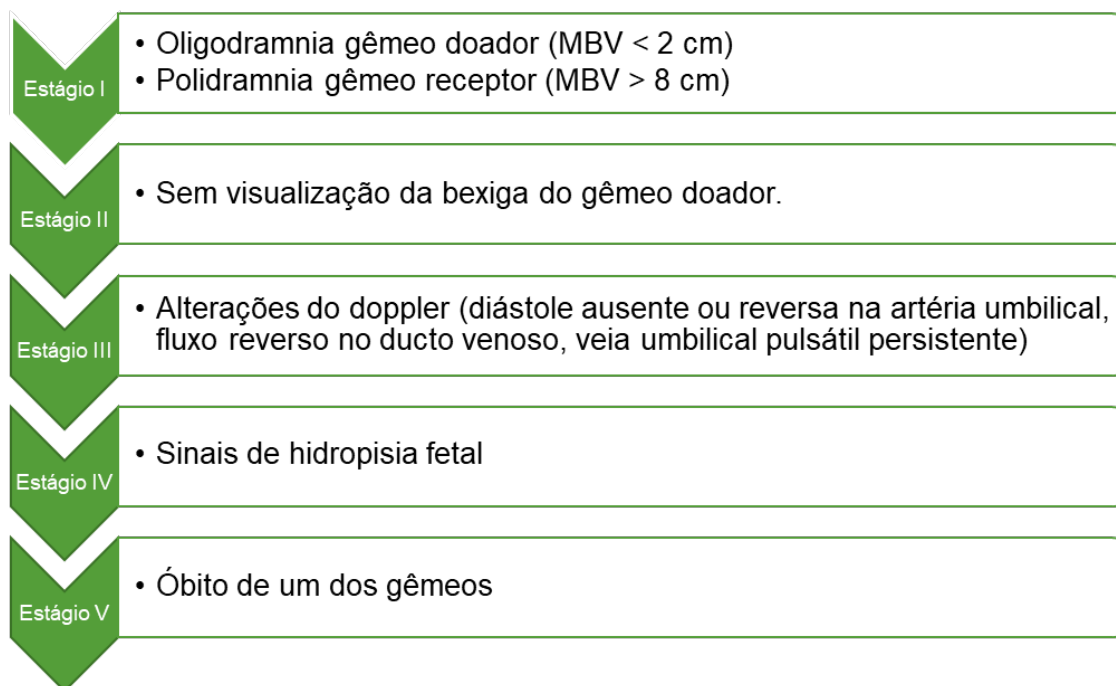 Estágio I
• Oligodramnia gêmeo doador (MBV < 2 cm)
• Polidramnia gêmeo receptor (MBV > 8 cm)
Estágio II
• Sem visualização da bexiga do gêmeo doador.
Estágio III
• Alterações do doppler (diástole ausente ou reversa na artéria umbilical,
fluxo reverso no ducto venoso, veia umbilical pulsátil persistente)
Estágio IV
• Sinais de hidropisia fetal
Estágio V
• Óbito de um dos gêmeos